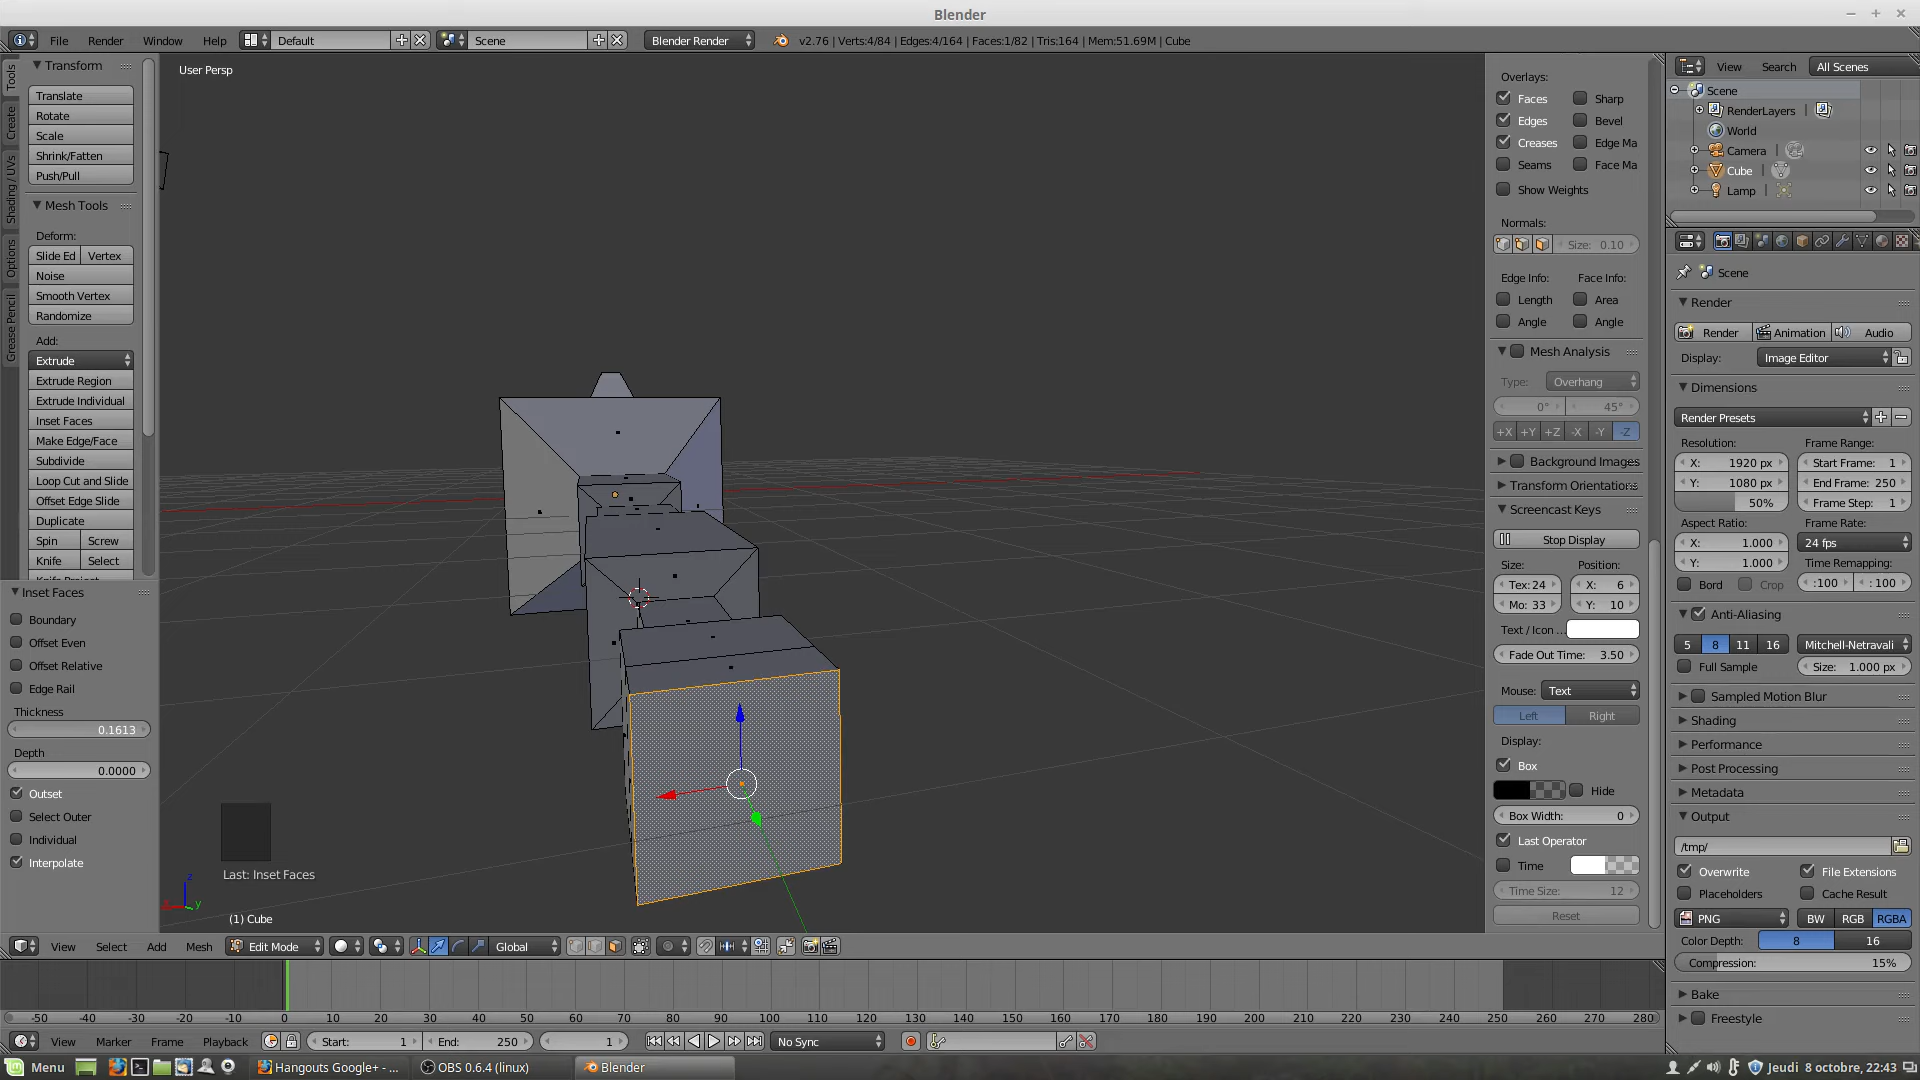 Blender
File Render Window Help Default Scene Blender Render v2.76 | Verts:4/84 | Edges:4/164 | Faces:1/82 | Tris:164 | Mem:51.69M | Cube
Tools
Create
Shading / UVs
Options
Grease Pencil
Transform
Translate
Rotate
Scale
Shrink/Fatten
Push/Pull
Mesh Tools
Deform:
Slide Ed Vertex
Noise
Smooth Vertex
Randomize
Add:
Extrude
Extrude Region
Extrude Individual
Inset Faces
Make Edge/Face
Subdivide
Loop Cut and Slide
Offset Edge Slide
Duplicate
Spin Screw
Knife Select
Inset Faces
Boundary
Offset Even
Offset Relative
Edge Rail
Thickness
0.1613
Depth
0.0000
Outset
Select Outer
Individual
Interpolate
User Persp
Last: Inset Faces
z
x y
(1) Cube
Overlays:
Faces Sharp
Edges Bevel
Creases Edge Ma
Seams Face Ma
Show Weights
Normals:
Size: 0.10
Edge Info: Face Info:
Length Area
Angle Angle
Mesh Analysis
Type: Overhang
0° 45°
+X +Y +Z -X -Y -Z
Background Images
Transform Orientations
Screencast Keys
Stop Display
Size: Position:
Tex: 24 X: 6
Mo: 33 Y: 10
Text / Icon ...
Fade Out Time: 3.50
Mouse: Text
Left Right
Display:
Box
Hide
Box Width: 0
Last Operator
Time
Time Size: 12
Reset
View Search All Scenes
Scene
RenderLayers |
World
Camera |
Cube |
Lamp |
Scene
Render
Render Animation Audio
Display: Image Editor
Dimensions
Render Presets
Resolution: Frame Range:
X: 1920 px Start Frame: 1
Y: 1080 px End Frame: 250
50% Frame Step: 1
Aspect Ratio: Frame Rate:
X: 1.000 24 fps
Y: 1.000 Time Remapping:
Bord Crop :100 : 100
Anti-Aliasing
5 8 11 16 Mitchell-Netravali
Full Sample Size: 1.000 px
Sampled Motion Blur
Shading
Performance
Post Processing
Metadata
Output
/tmp/
Overwrite File Extensions
Placeholders Cache Result
PNG BW RGB RGBA
Color Depth: 8 16
Compression: 15%
Bake
Freestyle
View Select Add Mesh Edit Mode Global
-50 -40 -30 -20 -10 0 10 20 30 40 50 60 70 80 90 100 110 120 130 140 150 160 170 180 190 200 210 220 230 240 250 260 270 280
View Marker Frame Playback Start: 1 End: 250 1 No Sync
Menu Hangouts Google+ - ... OBS 0.6.4 (linux) Blender Jeudi 8 octobre, 22:43